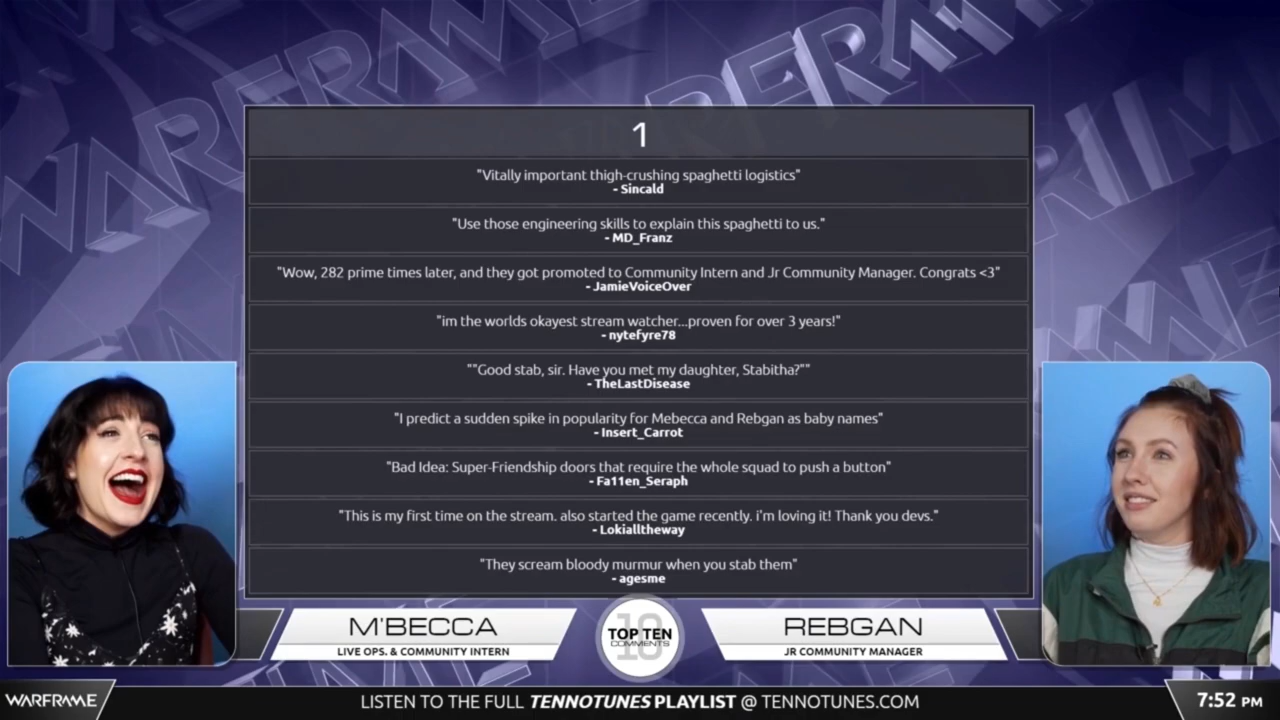 WARFRAME
1
"Vitally important thigh-crushing spaghetti logistics"
- Sincald
"Use those engineering skills to explain this spaghetti to us."
- MD_Franz
"Wow, 282 prime times later, and they got promoted to Community Intern and Jr Community Manager. Congrats <3"
- JamieVoiceOver
"im the worlds okayest stream watcher...proven for over 3 years!"
- nytefyre78
""Good stab, sir. Have you met my daughter, Stabitha?""
- TheLastDisease
"I predict a sudden spike in popularity for Mebecca and Rebgan as baby names"
- Insert_Carrot
"Bad Idea: Super-Friendship doors that require the whole squad to push a button"
- Fa11en_Seraph
"This is my first time on the stream. also started the game recently. i'm loving it! Thank you devs."
- Lokialltheway
"They scream bloody murmur when you stab them"
- agesme
M'BECCA
LIVE OPS. & COMMUNITY INTERN
10
TOP TEN
COMMENTS
REBGAN
JR COMMUNITY MANAGER
WARFRAME
LISTEN TO THE FULL TENNOTUNES PLAYLIST @ TENNOTUNES.COM
7:52 PM